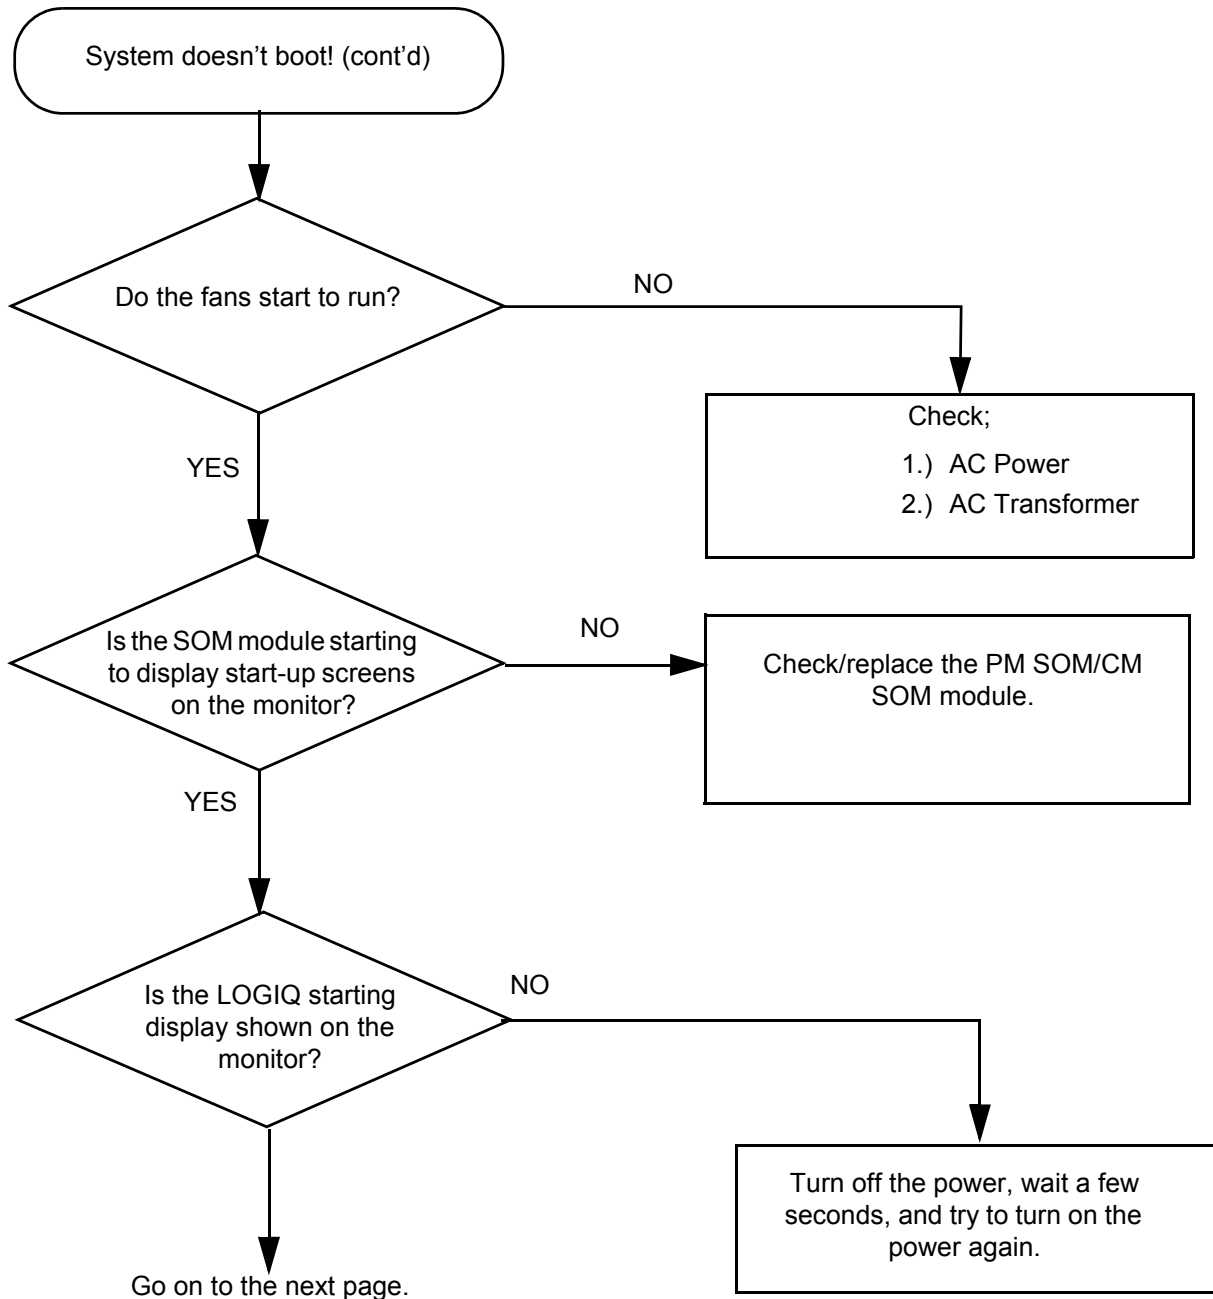 System doesn’t boot! (cont’d)
Do the fans start to run?
NO
Check;
1.) AC Power
2.) AC Transformer
YES
Is the SOM module starting
to display start-up screens
on the monitor?
NO
Check/replace the PM SOM/CM
SOM module.
YES
Is the LOGIQ starting
display shown on the
monitor?
NO
Turn off the power, wait a few
seconds, and try to turn on the
power again.
Go on to the next page.